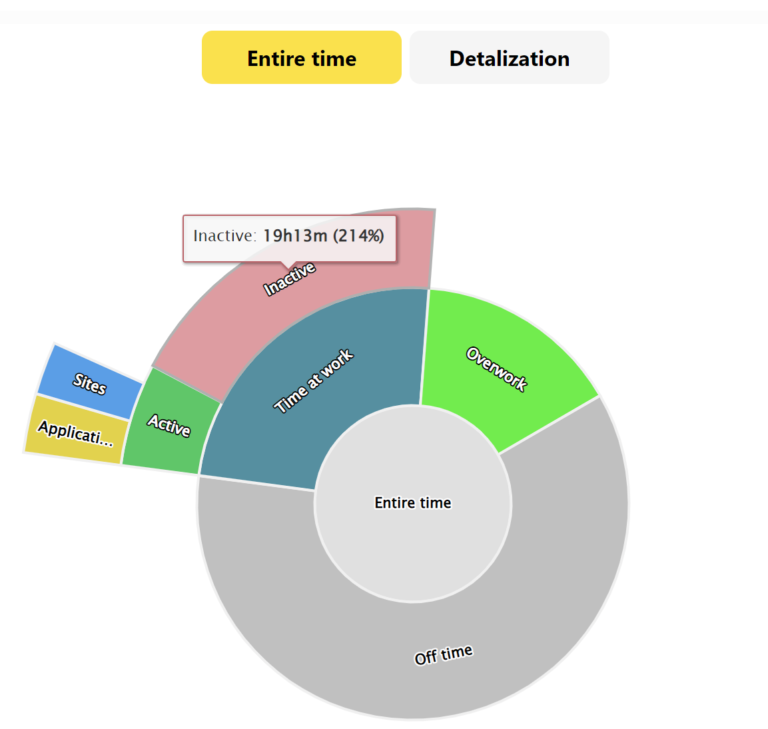 Entire time
Detalization
Inactive: 19h13m (214%)
Inactive
Overwork
Time at work
Sites
Active
Applicati...
Entire time
Off time